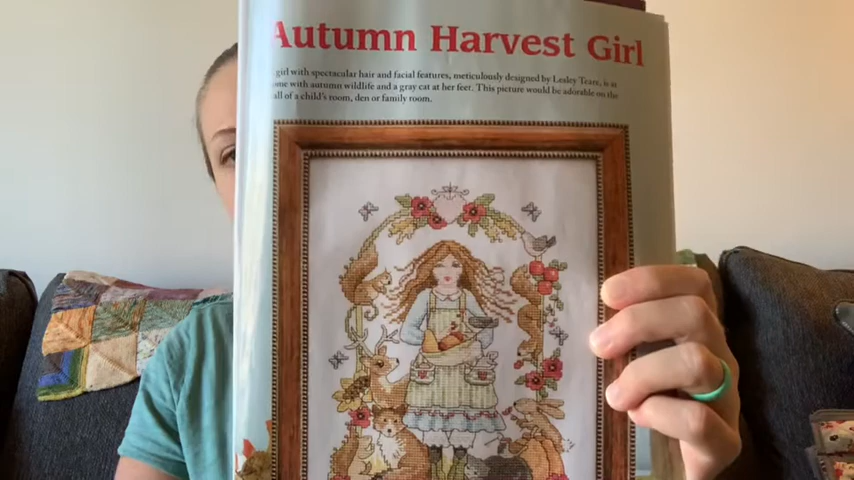 Autumn Harvest Girl
girl with spectacular hair and facial features, meticulously designed by Lesley Teare, is at
ome with autumn wildlife and a gray cat at her feet. This picture would be adorable on the
all of a child's room, den or family room.